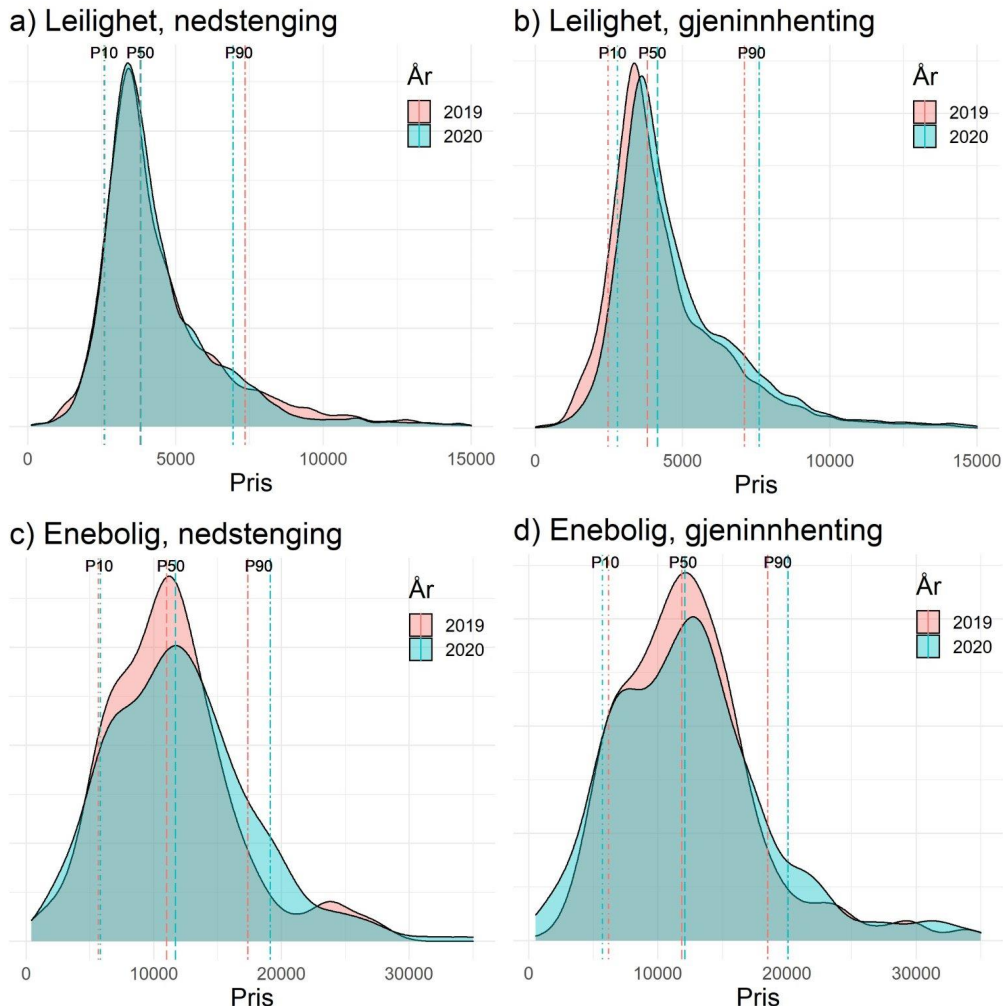 a) Leilighet, nedstenging
P10 P50 P90
År
2019
2020
0 5000 10000 15000
Pris
b) Leilighet, gjeninnhenting
P10 P50 P90
År
2019
2020
0 5000 10000 15000
Pris
c) Enebolig, nedstenging
P10 P50 P90
År
2019
2020
0 10000 20000 30000
Pris
d) Enebolig, gjeninnhenting
P10 P50 P90
År
2019
2020
0 10000 20000 30000
Pris